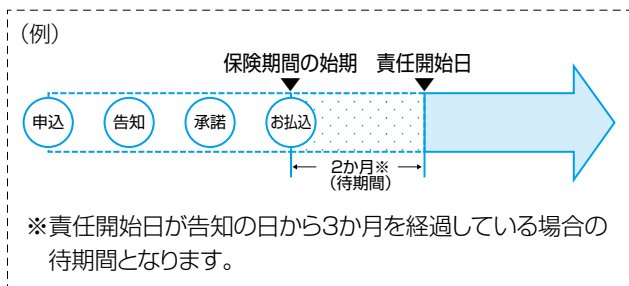 （例）
保険期間の始期 責任開始日
申込 告知 承諾 お払込
2か月※
（待期間）
※責任開始日が告知の日から3か月を経過している場合の
待期間となります。